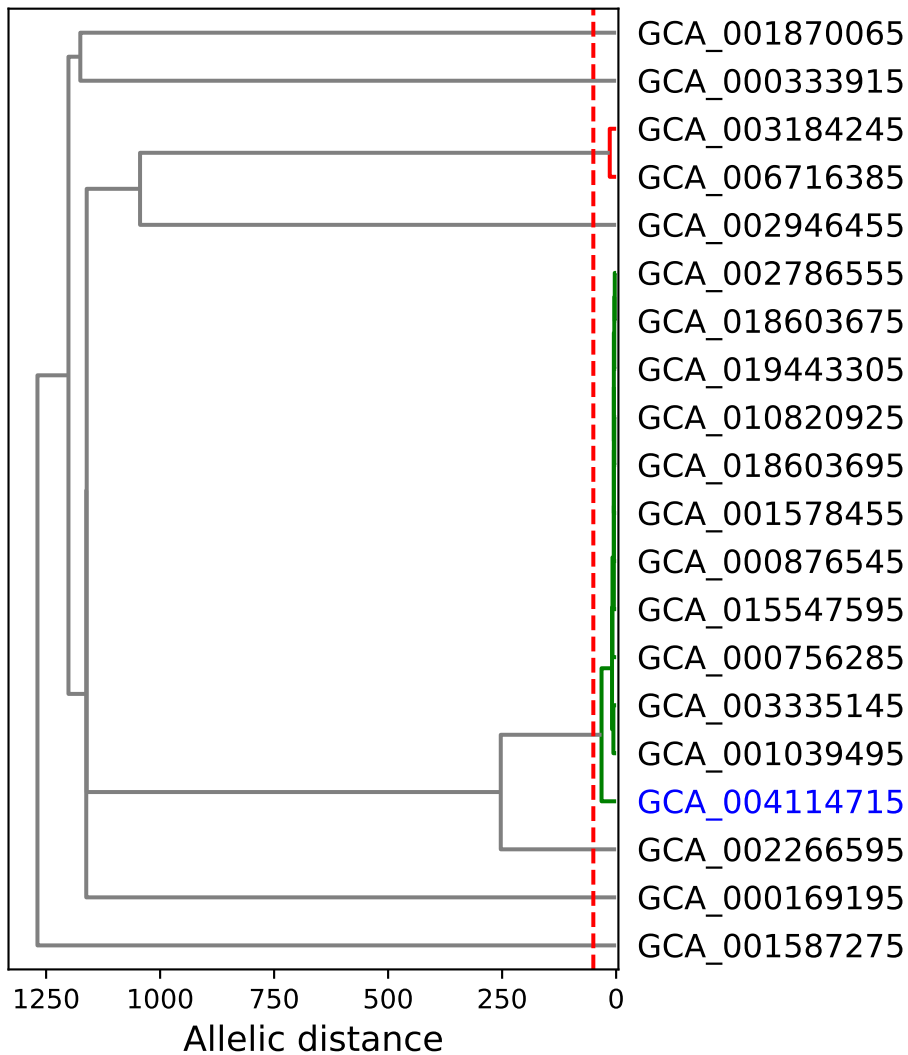 GCA_001870065
GCA_000333915
GCA_003184245
GCA_006716385
GCA_002946455
GCA_002786555
GCA_018603675
GCA_019443305
GCA_010820925
GCA_018603695
GCA_001578455
GCA_000876545
GCA_015547595
GCA_000756285
GCA_003335145
GCA_001039495
GCA_004114715
GCA_002266595
GCA_000169195
GCA_001587275
1250 1000 750 500 250 0
Allelic distance